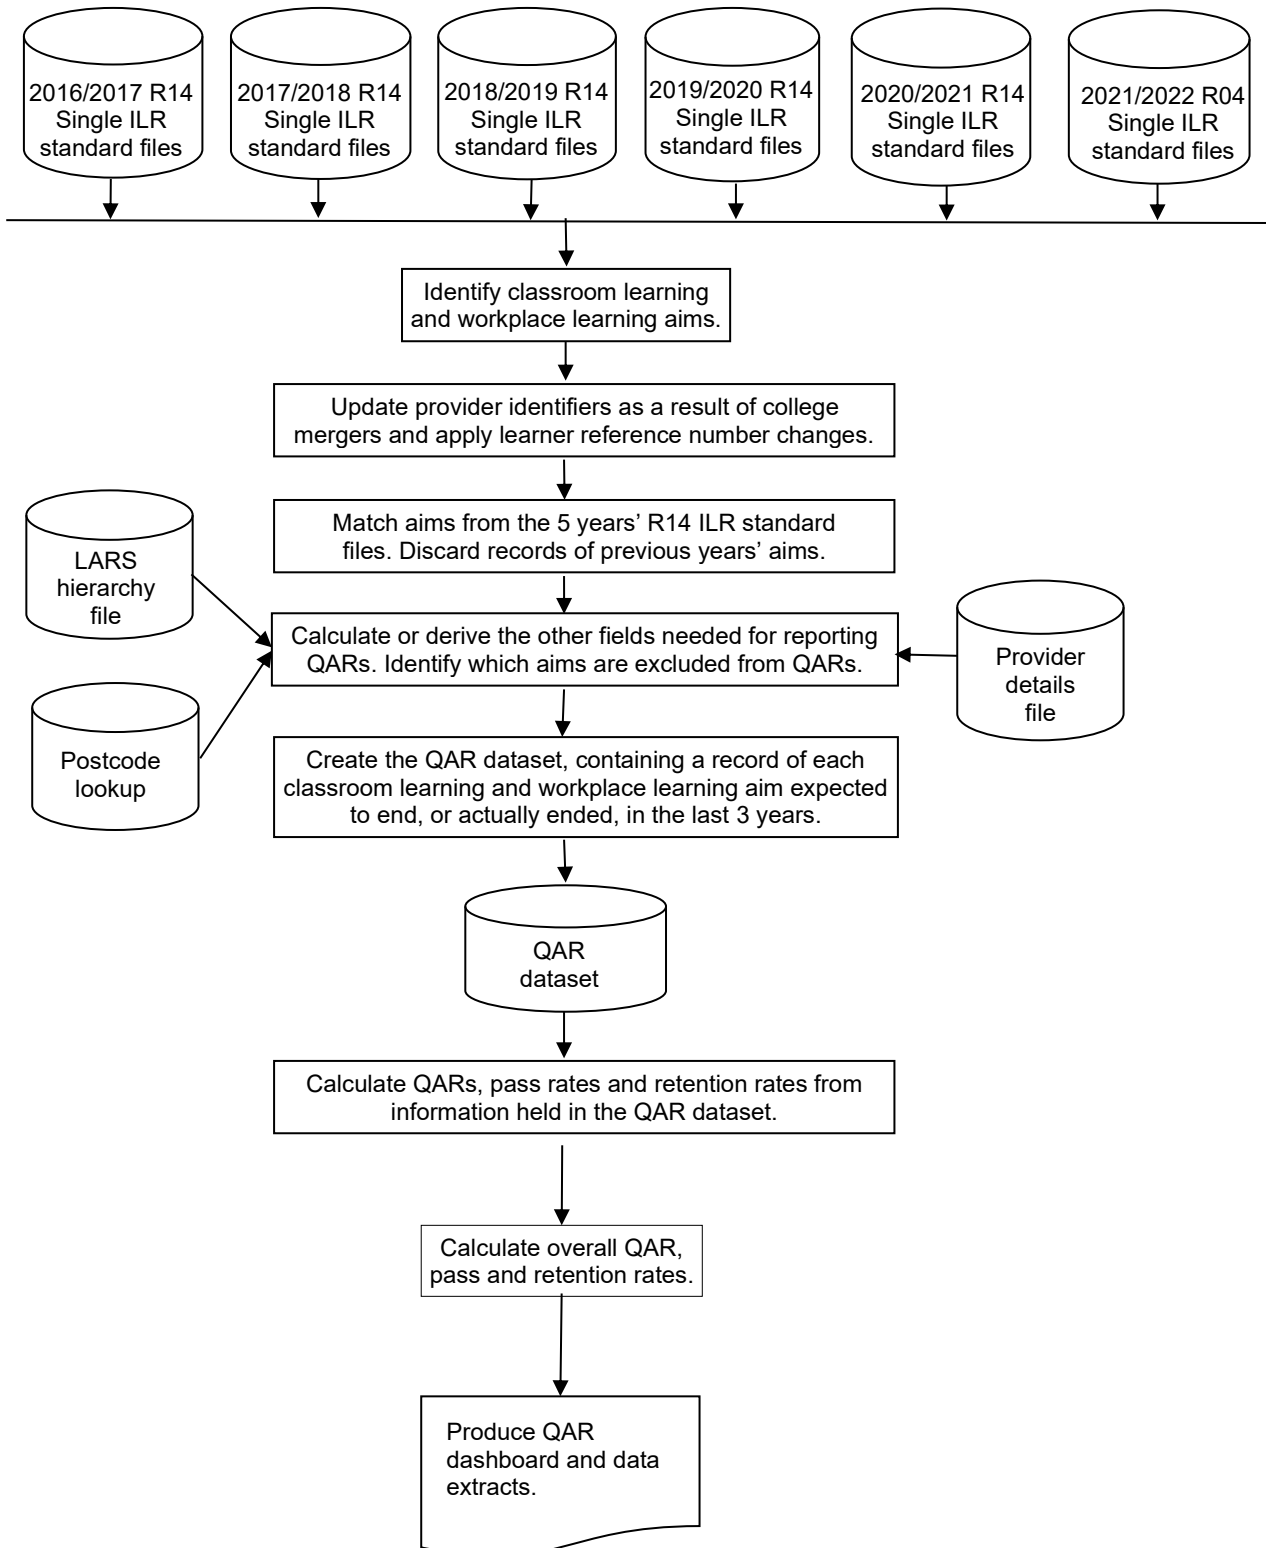 2016/2017 R14
Single ILR
standard files
2017/2018 R14
Single ILR
standard files
2018/2019 R14
Single ILR
standard files
2019/2020 R14
Single ILR
standard files
2020/2021 R14
Single ILR
standard files
2021/2022 R04
Single ILR
standard files
Identify classroom learning
and workplace learning aims.
Update provider identifiers as a result of college
mergers and apply learner reference number changes.
Match aims from the 5 years’ R14 ILR standard
files. Discard records of previous years’ aims.
LARS
hierarchy
file
Calculate or derive the other fields needed for reporting
QARs. Identify which aims are excluded from QARs.
Provider
details
file
Postcode
lookup
Create the QAR dataset, containing a record of each
classroom learning and workplace learning aim expected
to end, or actually ended, in the last 3 years.
QAR
dataset
Calculate QARs, pass rates and retention rates from
information held in the QAR dataset.
Calculate overall QAR,
pass and retention rates.
Produce QAR
dashboard and data
extracts.